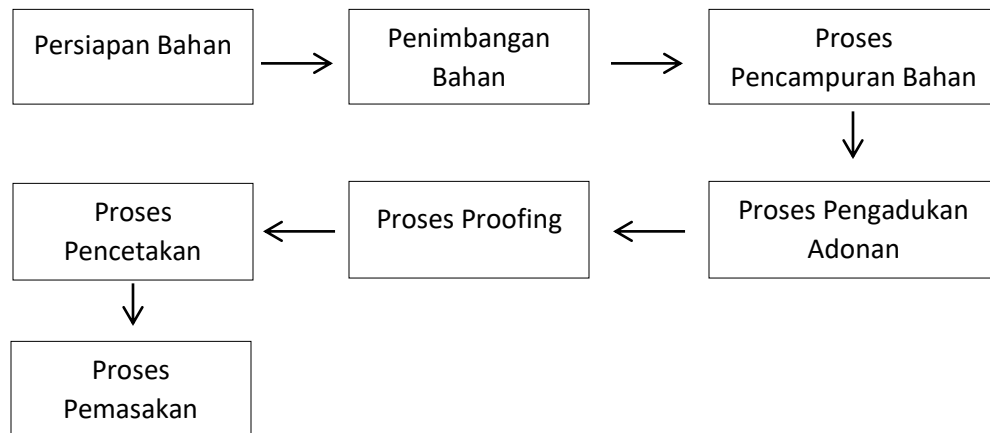 Persiapan Bahan
Penimbangan
Bahan
Proses
Pencampuran Bahan
Proses Pengadukan
Adonan
Proses Proofing
Proses
Pencetakan
Proses
Pemasakan